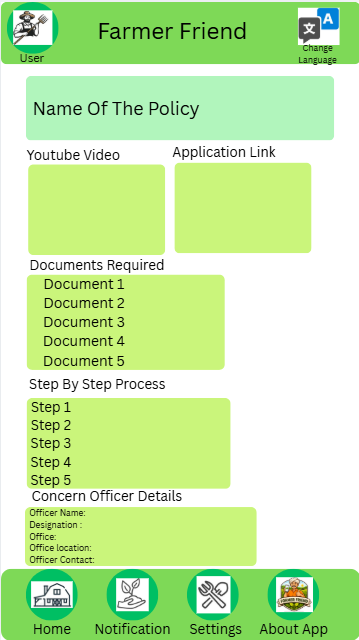 Farmer Friend
A
User
Change
Language
Name Of The Policy
Youtube Video
Application Link
Documents Required
Document 1
Document 2
Document 3
Document 4
Document 5
Step By Step Process
Step 1
Step 2
Step 3
Step 4
Step 5
Concern Officer Details
Officer Name:
Designation :
Office:
Office location:
Officer Contact:
FARMER FRIEND
Home
Notification
Settings
About App